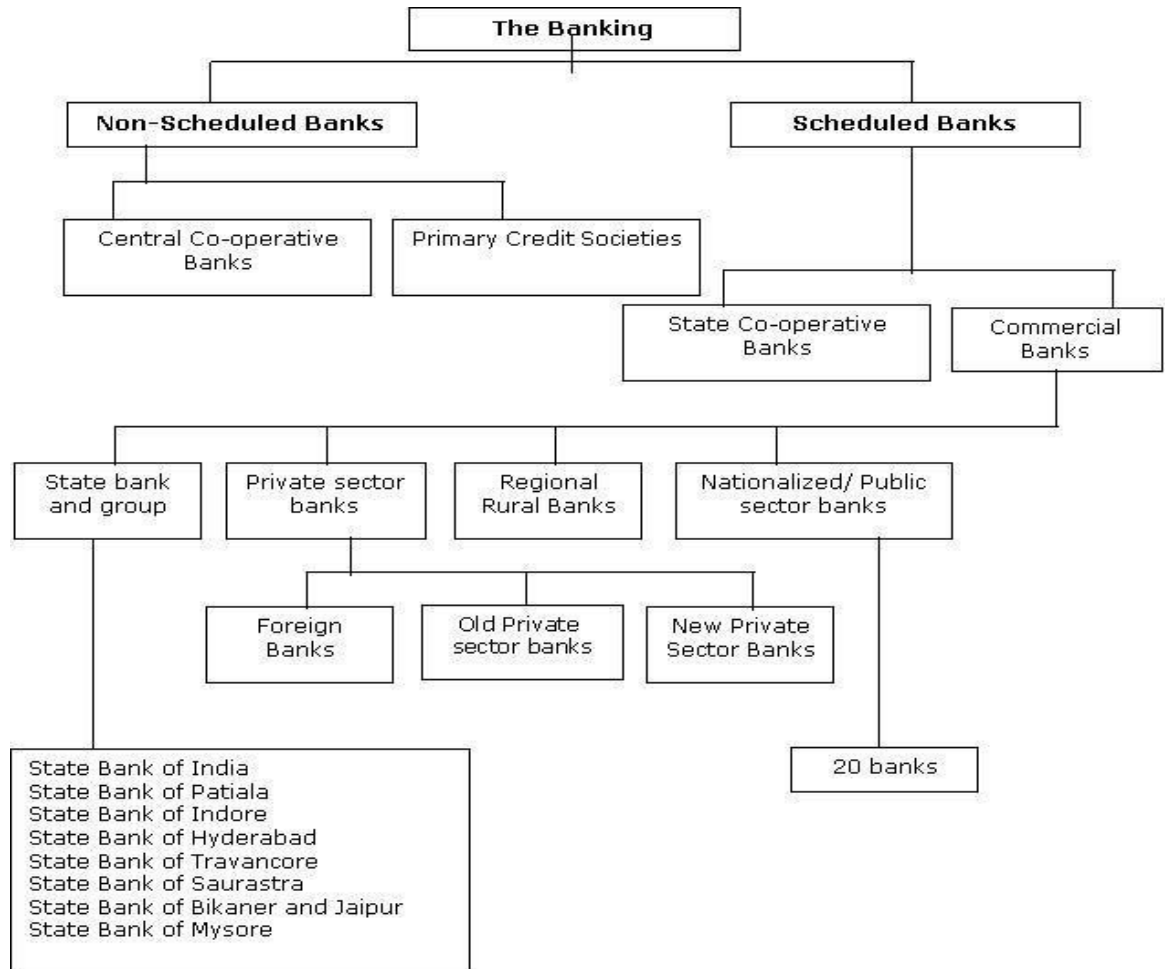 The Banking
Non-Scheduled Banks
Scheduled Banks
Central Co-operative
Banks
Primary Credit Societies
State Co-operative
Banks
Commercial
Banks
State bank
and group
Private sector
banks
Regional
Rural Banks
Nationalized/ Public
sector banks
Foreign
Banks
Old Private
sector banks
New Private
Sector Banks
State Bank of India
State Bank of Patiala
State Bank of Indore
State Bank of Hyderabad
State Bank of Travancore
State Bank of Saurastra
State Bank of Bikaner and Jaipur
State Bank of Mysore
20 banks